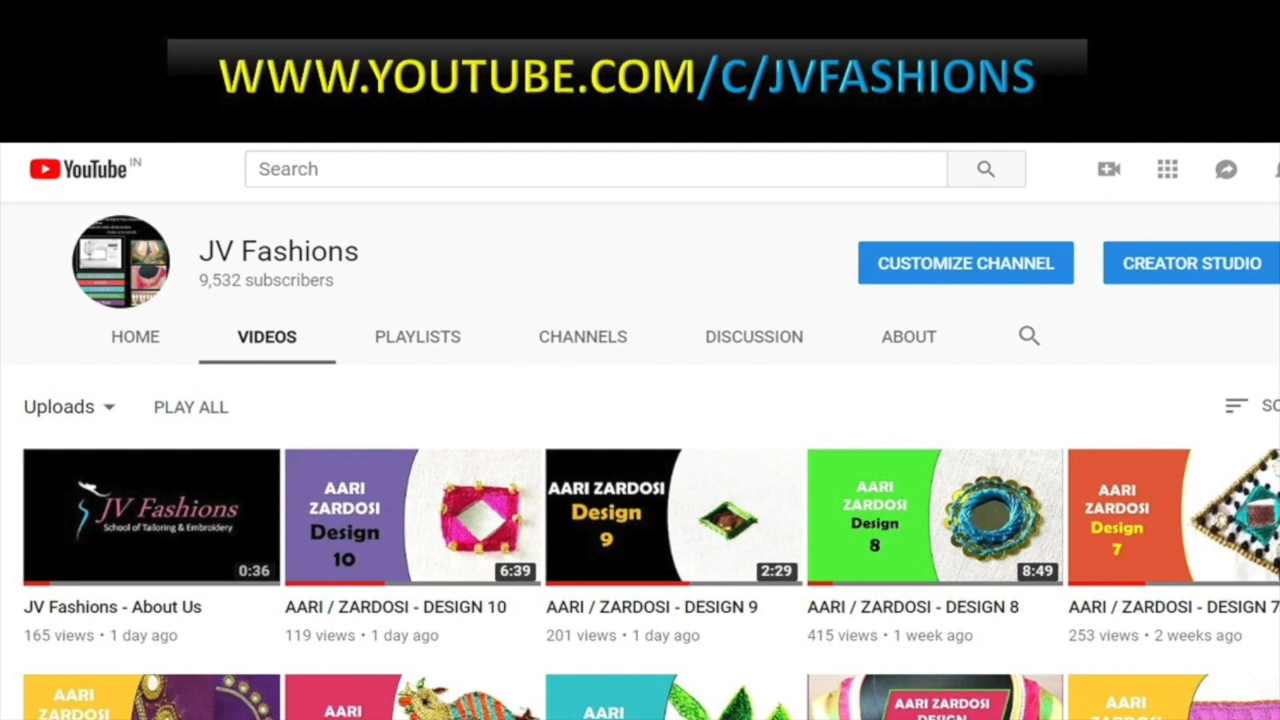 WWW.YOUTUBE.COM/C/JVFASHIONS
YouTube IN
Search
JV Fashions
9,532 subscribers
CUSTOMIZE CHANNEL
CREATOR STUDIO
HOME
VIDEOS
PLAYLISTS
CHANNELS
DISCUSSION
ABOUT
Uploads
PLAY ALL
SO
JV Fashions
School of Tailoring & Embroidery
0:36
AARI
ZARDOSI
Design
10
6:39
AARI ZARDOSI
Design
9
2:29
AARI
ZARDOSI
Design
8
8:49
AARI
ZARDOSI
Design
7
JV Fashions - About Us
165 views • 1 day ago
AARI / ZARDOSI - DESIGN 10
119 views • 1 day ago
AARI / ZARDOSI - DESIGN 9
201 views • 1 day ago
AARI / ZARDOSI - DESIGN 8
415 views • 1 week ago
AARI / ZARDOSI - DESIGN 7
253 views • 2 weeks ago
AARI
ZARDOSI
AARI
AARI
AARI ZARDOSI
DESIGN
AARI
ZARDOSI